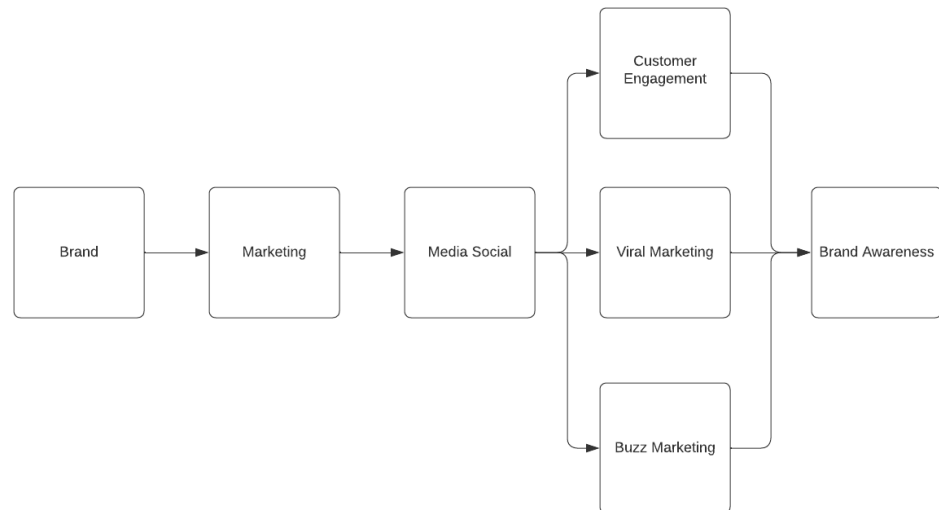 Customer
Engagement
Brand
Marketing
Media Social
Viral Marketing
Brand Awareness
Buzz Marketing